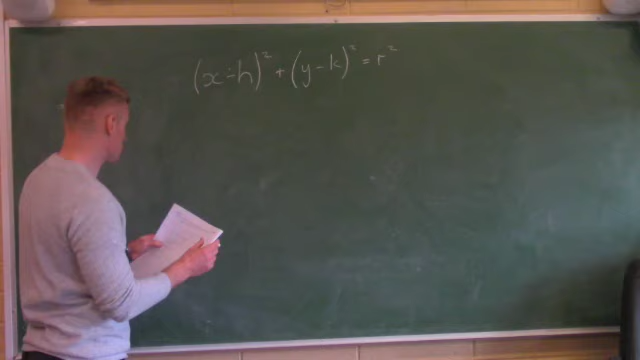 (x-h)² + (y-k)² = r²